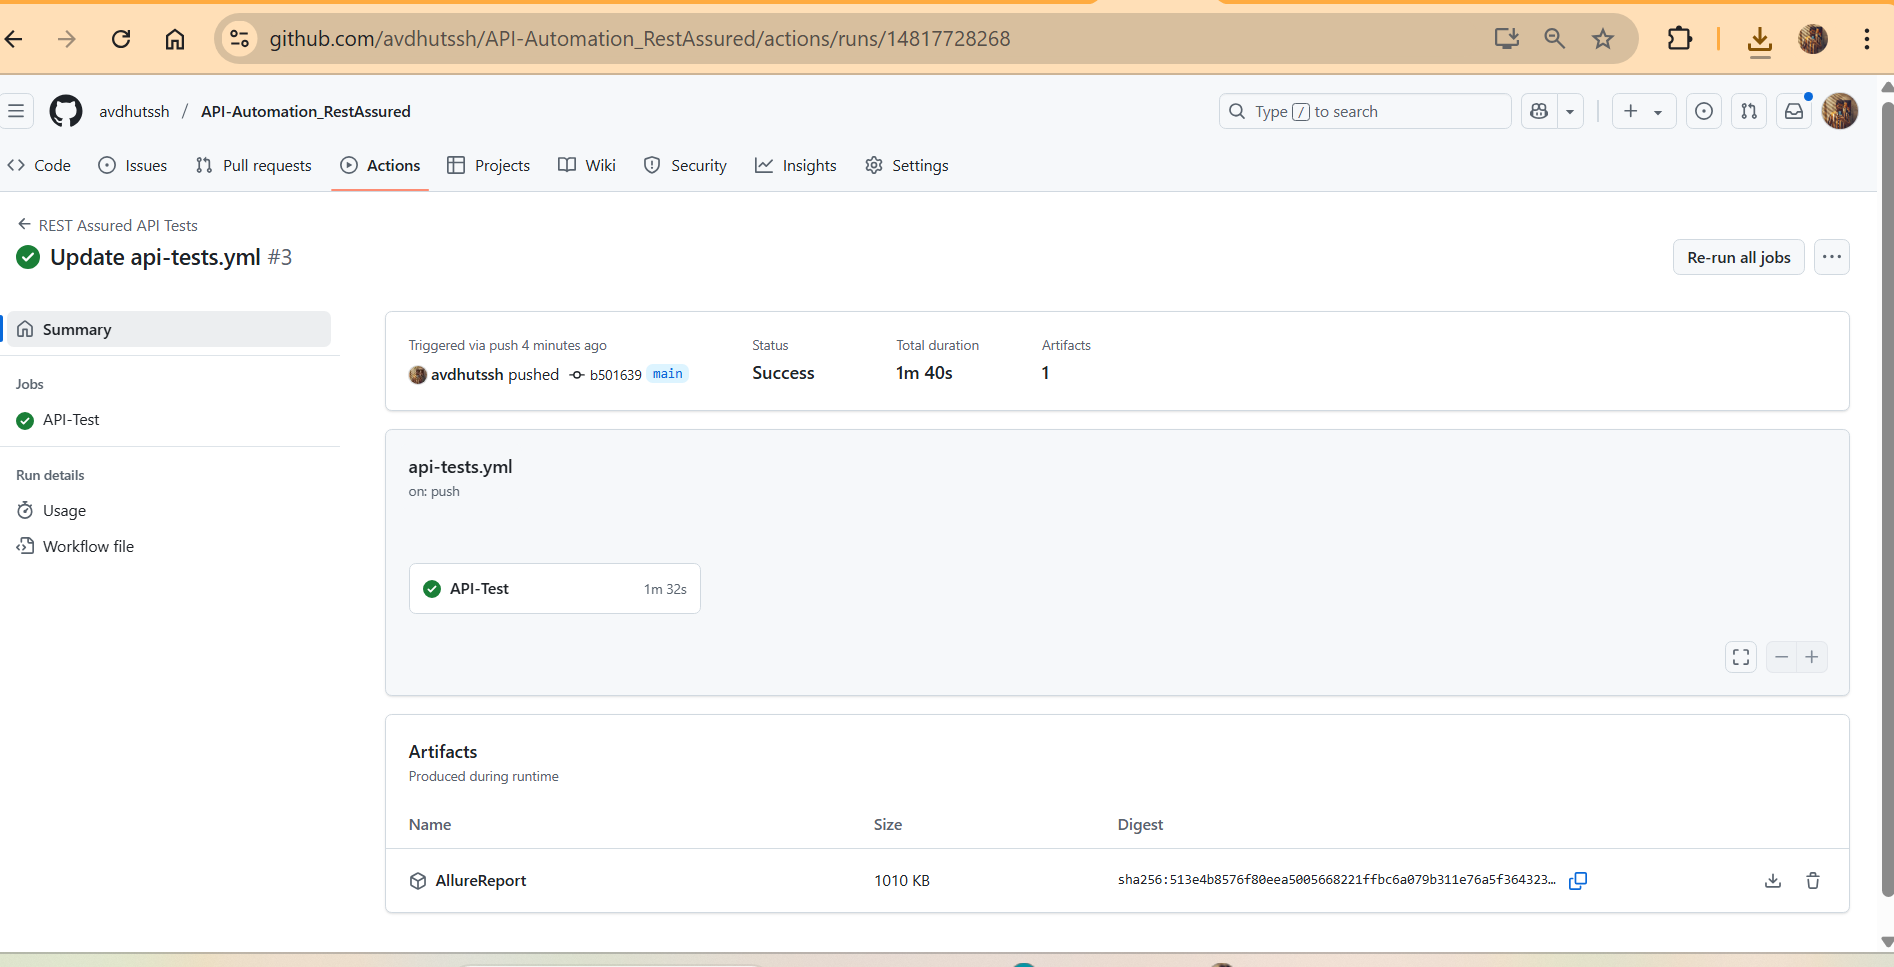 github.com/avdhutssh/API-Automation_RestAssured/actions/runs/14817728268
avdhutssh / API-Automation_RestAssured
Type / to search
Code Issues Pull requests Actions Projects Wiki Security Insights Settings
REST Assured API Tests
Update api-tests.yml #3
Re-run all jobs
Summary
Jobs
API-Test
Run details
Usage
Workflow file
Triggered via push 4 minutes ago
avdhutssh pushed b501639 main
Status
Success
Total duration
1m 40s
Artifacts
1
api-tests.yml
on: push
API-Test 1m 32s
Artifacts
Produced during runtime
Name Size Digest
AllureReport 1010 KB sha256:513e4b8576f80eea5005668221ffbc6a079b311e76a5f364323…